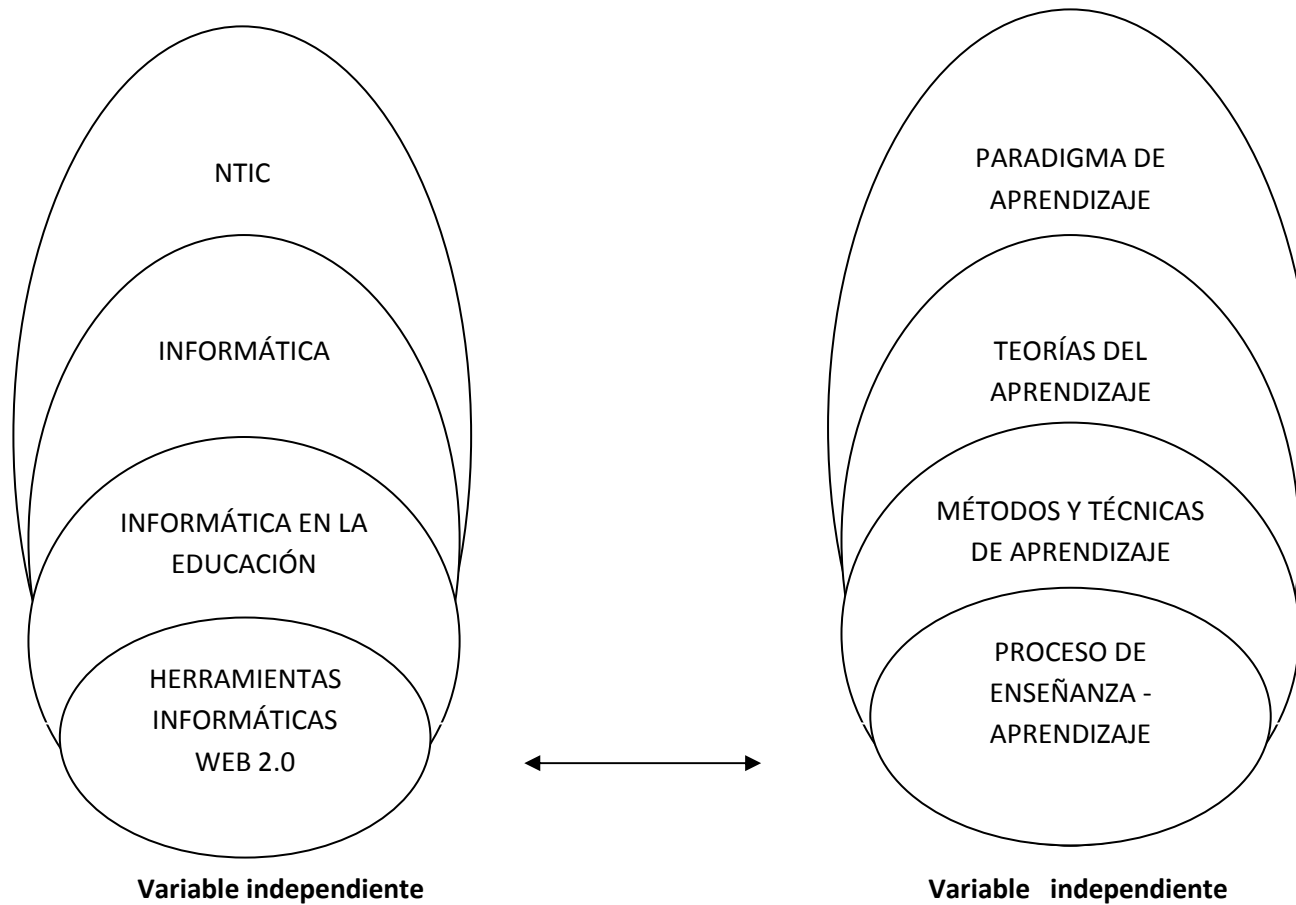 NTIC
INFORMÁTICA
INFORMÁTICA EN LA
EDUCACIÓN
HERRAMIENTAS
INFORMÁTICAS
WEB 2.0
Variable independiente
PARADIGMA DE
APRENDIZAJE
TEORÍAS DEL
APRENDIZAJE
MÉTODOS Y TÉCNICAS
DE APRENDIZAJE
PROCESO DE
ENSEÑANZA -
APRENDIZAJE
Variable independiente